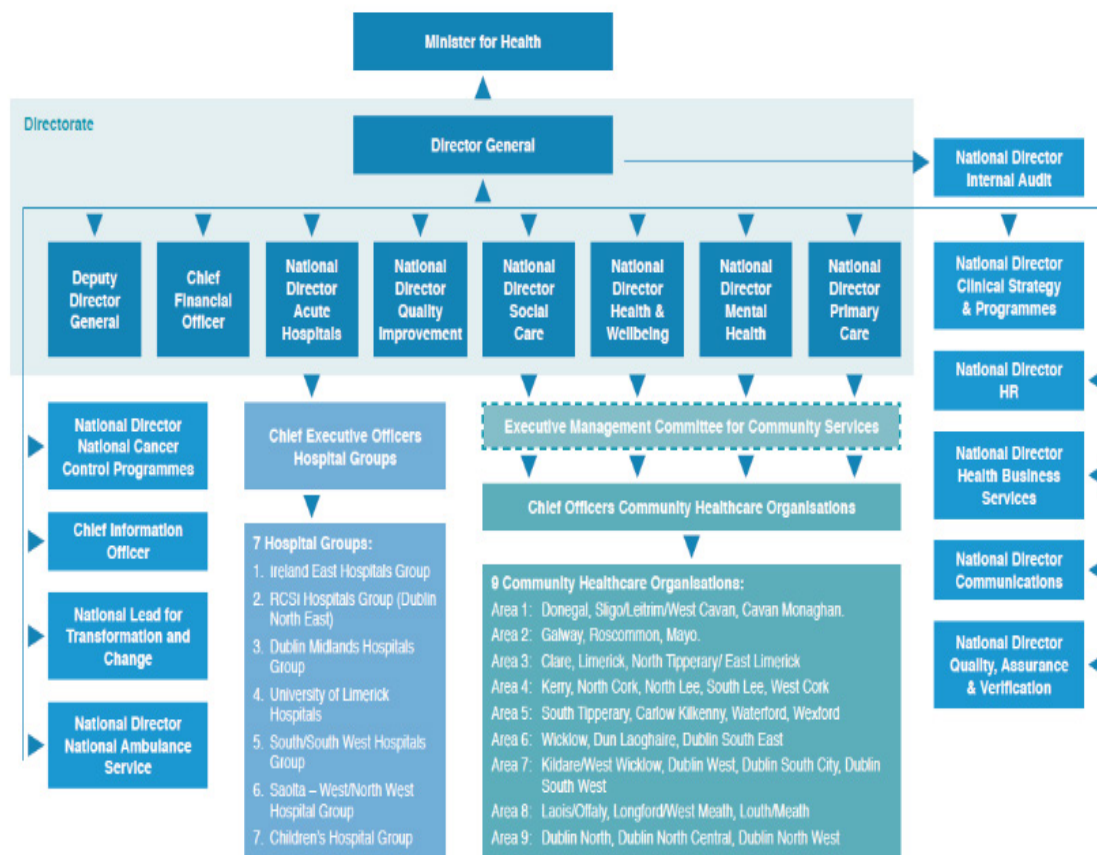 Minister for Health
Directorate
Director General
National Director
Internal Audit
Deputy
Director
General
Chief
Financial
Officer
National
Director
Acute
Hospitals
National
Director
Quality
Improvement
National
Director
Social
Care
National
Director
Health &
Wellbeing
National
Director
Mental
Health
National
Director
Primary
Care
National Director
Clinical Strategy
& Programmes
National Director
HR
National Director
Health Business
Services
National Director
Communications
National Director
Quality, Assurance
& Verification
National Director
National Cancer
Control Programmes
Chief Information
Officer
National Lead for
Transformation and
Change
National Director
National Ambulance
Service
Chief Executive Officers
Hospital Groups
7 Hospital Groups:
1. Ireland East Hospitals Group
2. RCSI Hospitals Group (Dublin
North East)
3. Dublin Midlands Hospitals
Group
4. University of Limerick
Hospitals
5. South/South West Hospitals
Group
6. Saolta – West/North West
Hospital Group
7. Children's Hospital Group
Executive Management Committee for Community Services
Chief Officers Community Healthcare Organisations
9 Community Healthcare Organisations:
Area 1: Donegal, Sligo/Leitrim/West Cavan, Cavan Monaghan.
Area 2: Galway, Roscommon, Mayo.
Area 3: Clare, Limerick, North Tipperary/ East Limerick
Area 4: Kerry, North Cork, North Lee, South Lee, West Cork
Area 5: South Tipperary, Carlow Kilkenny, Waterford, Wexford
Area 6: Wicklow, Dun Laoghaire, Dublin South East
Area 7: Kildare/West Wicklow, Dublin West, Dublin South City, Dublin
South West
Area 8: Laois/Offaly, Longford/West Meath, Louth/Meath
Area 9: Dublin North, Dublin North Central, Dublin North West